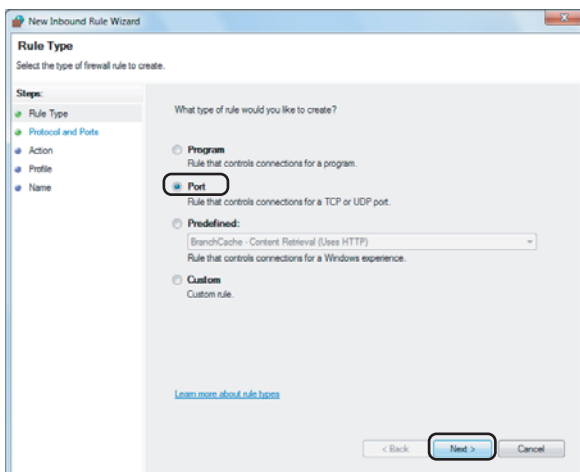 New Inbound Rule Wizard
Rule Type
Select the type of firewall rule to create.
Steps:
Rule Type
Protocol and Ports
Action
Profile
Name
What type of rule would you like to create?
Program
Rule that controls connections for a program.
Port
Rule that controls connections for a TCP or UDP port.
Predefined:
BranchCache - Content Retrieval (Uses HTTP)
Rule that controls connections for a Windows experience.
Custom
Custom rule.
Learn more about rule types
< Back Next > Cancel